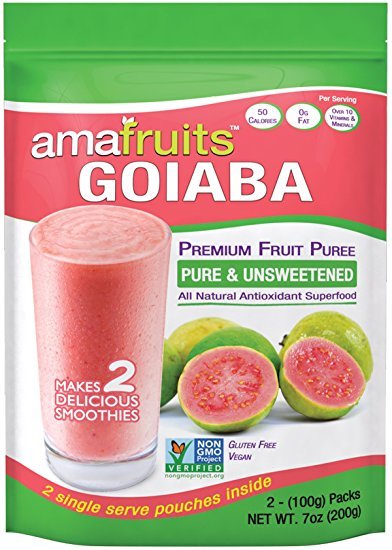 Per Serving
50
CALORIES
0G
FAT
OVER 10
VITAMINS &
MINERALS
amafruits™
GOIABA
PREMIUM FRUIT PUREE
PURE & UNSWEETENED
All Natural Antioxidant Superfood
MAKES 2
DELICIOUS
SMOOTHIES
NON
GMO
Project
VERIFIED
nongmoproject.org
GLUTEN FREE
VEGAN
2 single serve pouches inside
2 - (100g) Packs
NET WT. 7oz (200g)